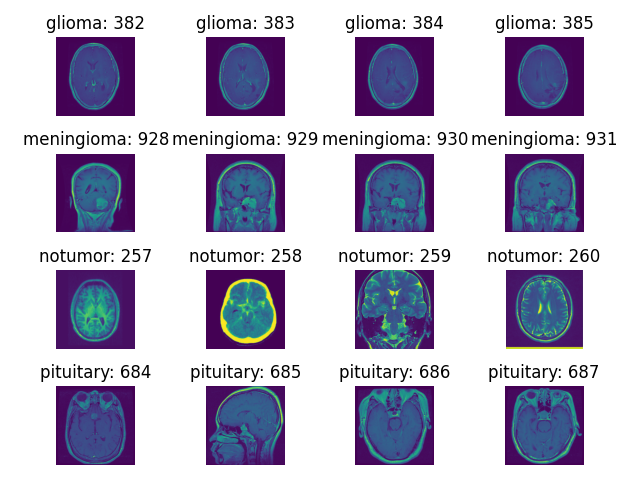 glioma: 382 glioma: 383 glioma: 384 glioma: 385
meningioma: 928 meningioma: 929 meningioma: 930 meningioma: 931
notumor: 257 notumor: 258 notumor: 259 notumor: 260
pituitary: 684 pituitary: 685 pituitary: 686 pituitary: 687